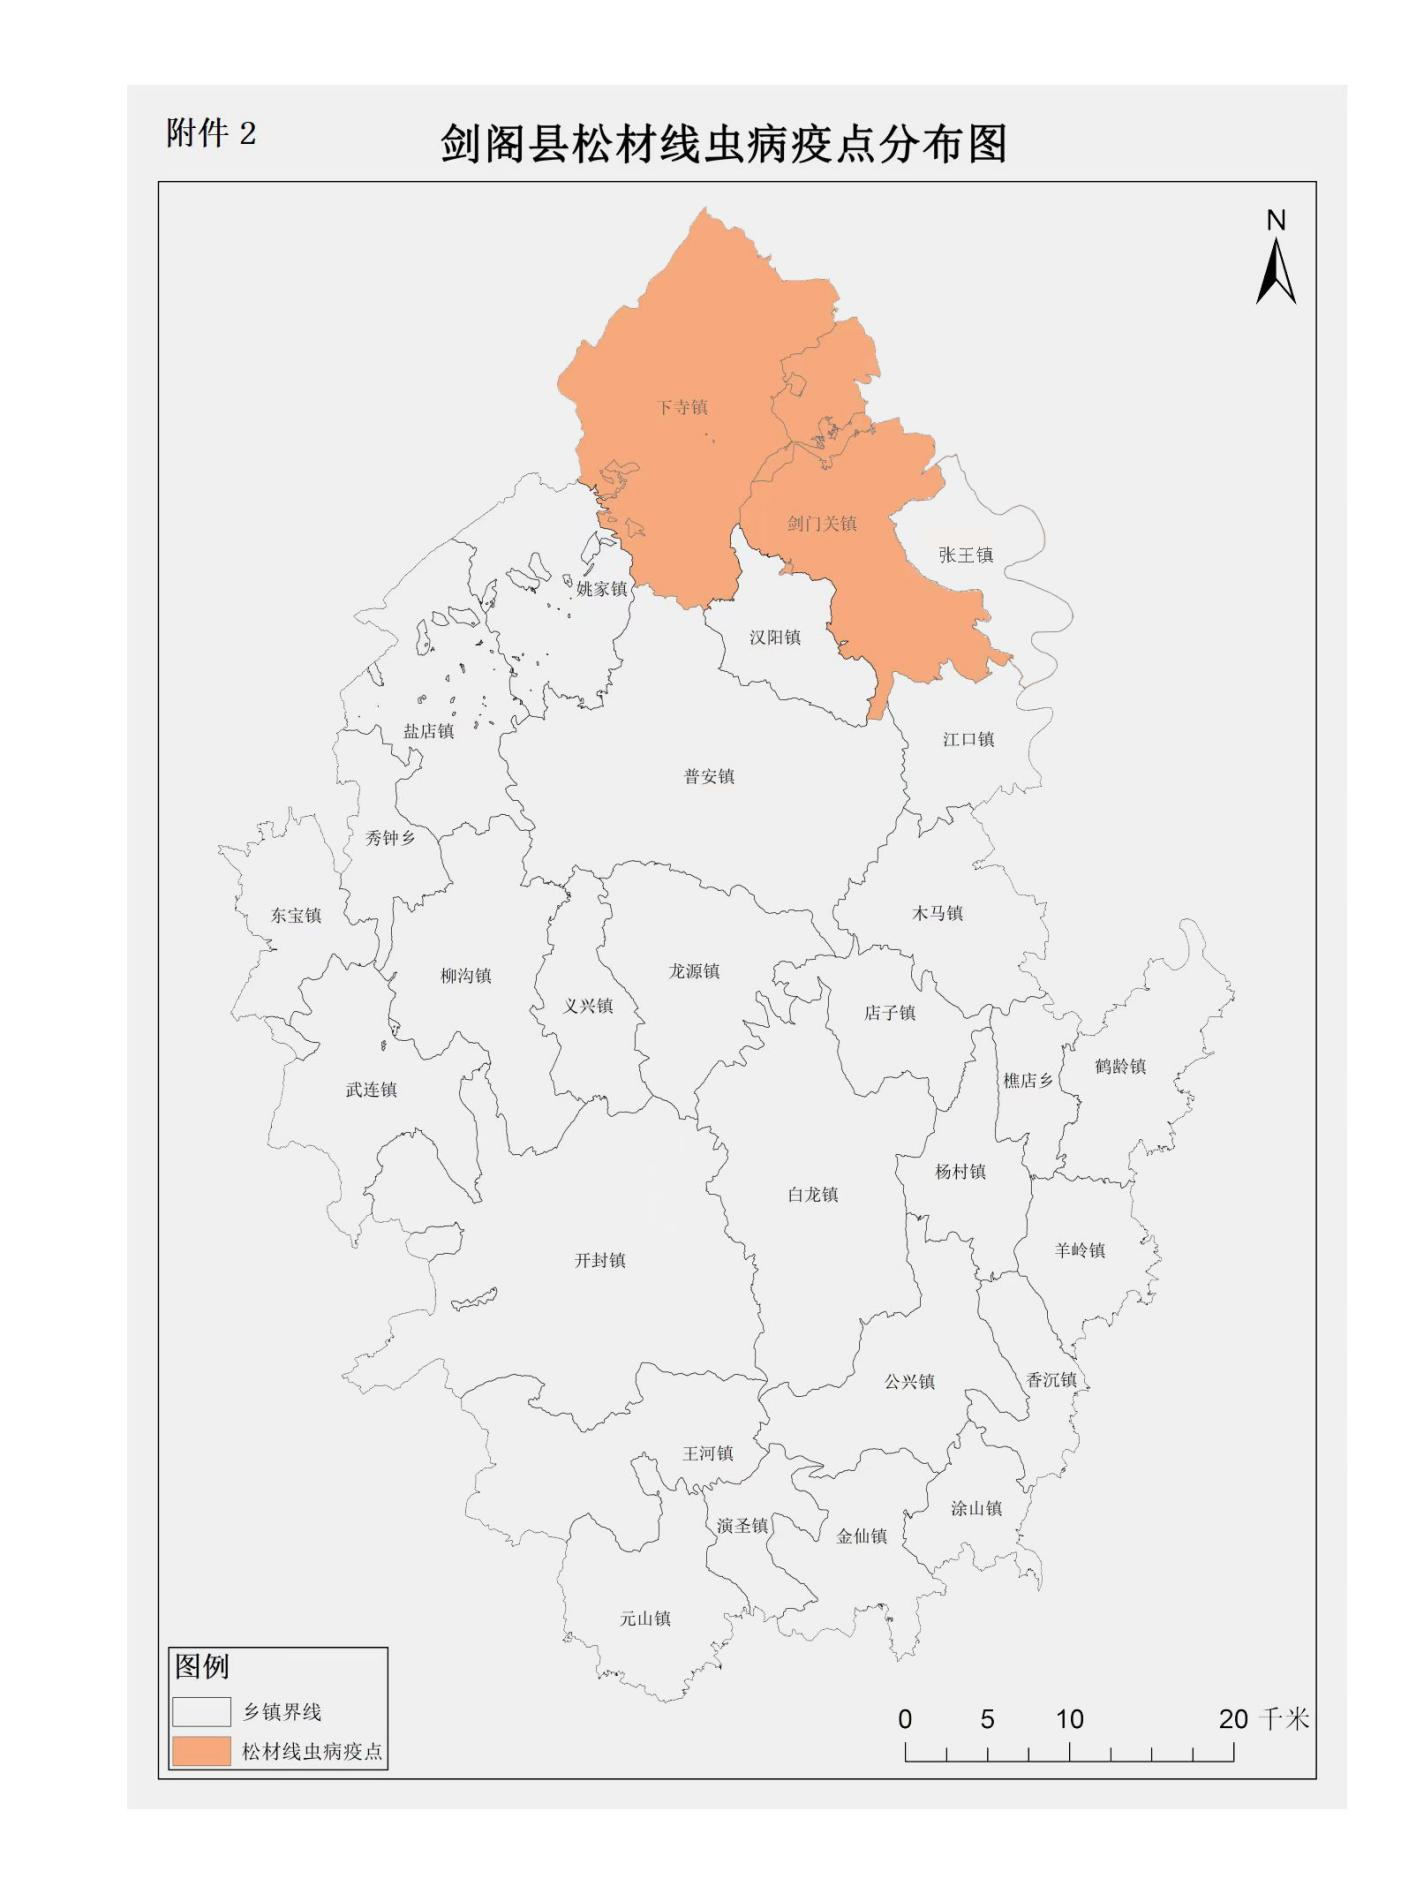 附件 2
剑阁县松材线虫病疫点分布图
N
下寺镇
剑门关镇
张王镇
姚家镇
汉阳镇
盐店镇
江口镇
普安镇
秀钟乡
东宝镇
木马镇
柳沟镇
龙源镇
义兴镇
店子镇
鹤龄镇
樵店乡
武连镇
杨村镇
白龙镇
羊岭镇
开封镇
公兴镇
香沉镇
王河镇
涂山镇
演圣镇
金仙镇
元山镇
图例
乡镇界线
松材线虫病疫点
0 5 10 20 千米